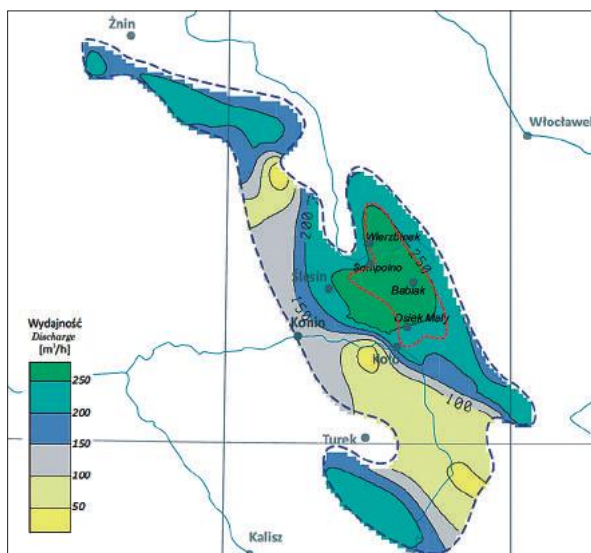 Żnin
Włocławek
200
250
Wierzbinek
Sompolno
Ślesin
Babiak
150
Osiek Mały
Konin
Koło
100
Turek
Kalisz
Wydajność
Discharge
[m³/h]
250
200
150
100
50